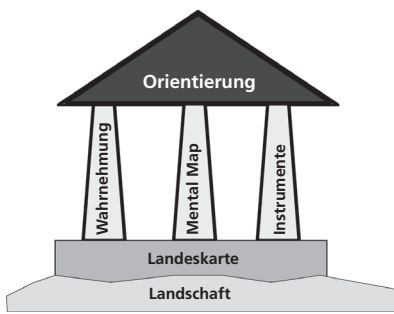 Orientierung
Wahrnehmung
Mental Map
Instrumente
Landeskarte
Landschaft